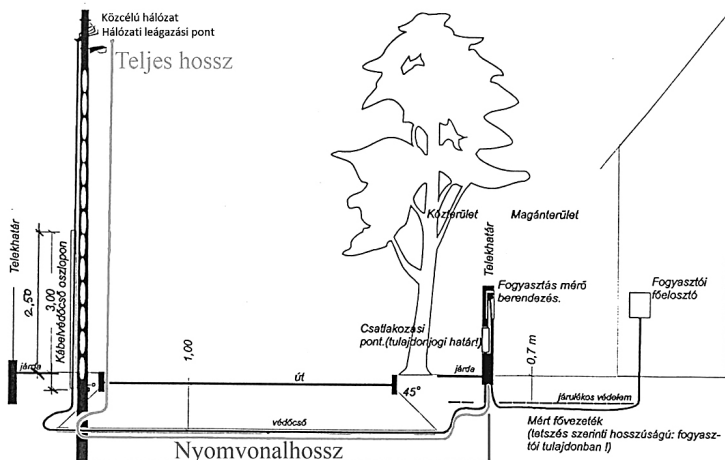 Közcélú hálózat
Hálózati leágazási pont
Teljes hossz
Közterület
Magánterület
Telekhatár
Telekhatár
2,50
3,00
Kábelvédőcső oszlopon
Fogyasztás mérő
berendezés.
Fogyasztói
főelosztó
Csatlakozási
pont.(tulajdonjogi határ!)
1,00
0,7 m
járda
út
járda
45°
védőcső
járulékos védelem
Nyomvonalhossz
Mért fővezeték
(tetszés szerinti hosszúságú: fogyasz-
tói tulajdonban !)